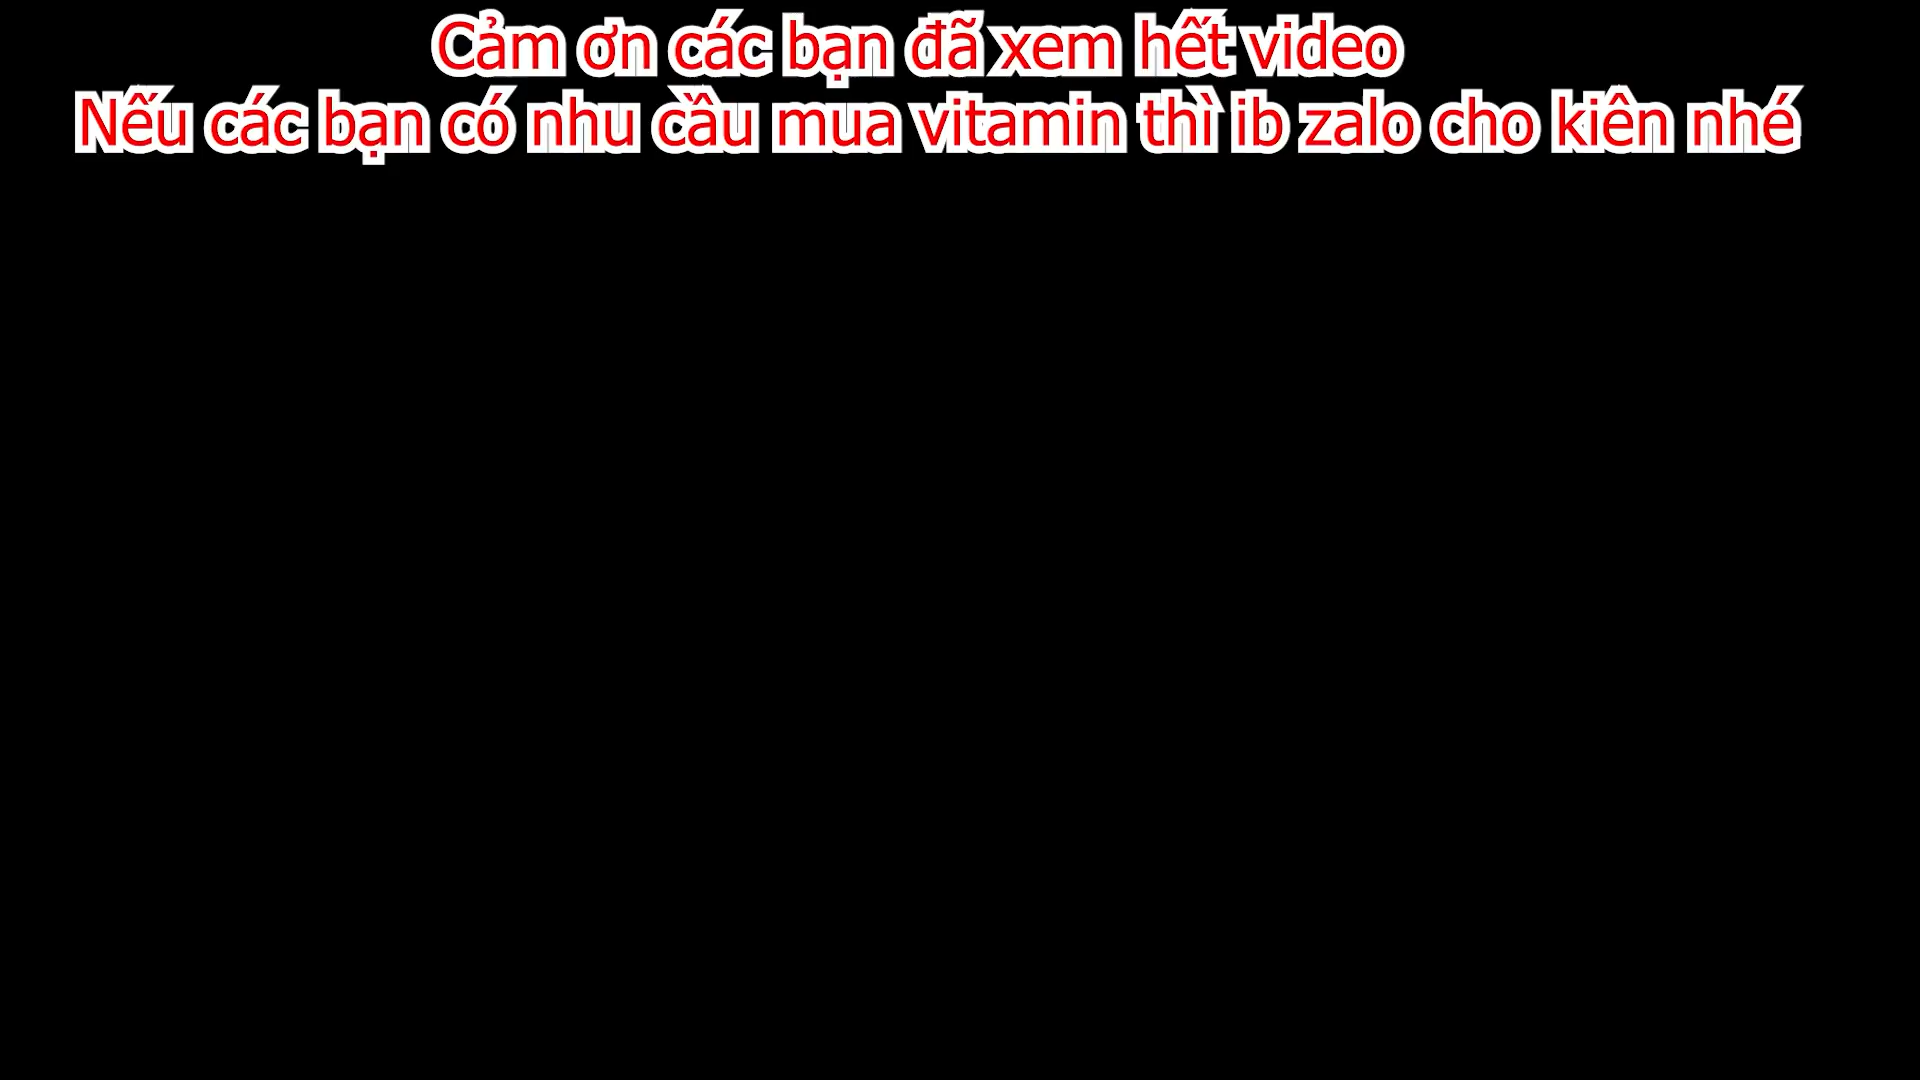 Cảm ơn các bạn đã xem hết video
Nếu các bạn có nhu cầu mua vitamin thì ib zalo cho kiên nhé